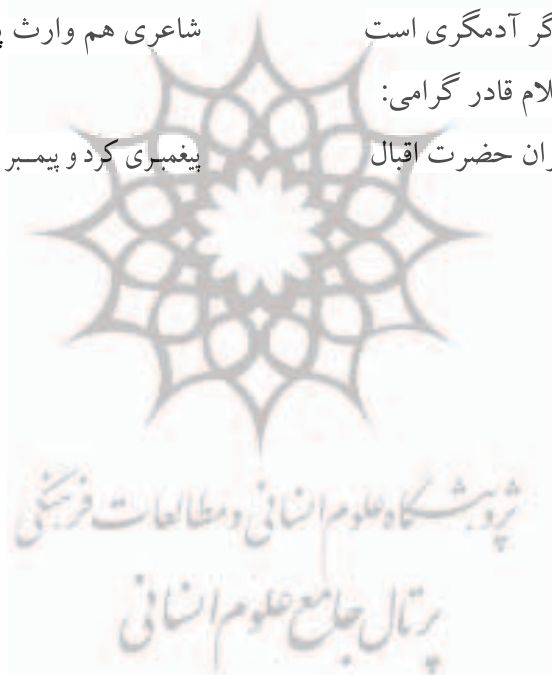 گر آدمگری است شاعری هم وارث
لام قادر گرامی:
ران حضرت اقبال پیغمبری کرد و پیمبر
پژوهشگاه علوم انسانی و مطالعات فرهنگی
پرتال جامع علوم انسانی